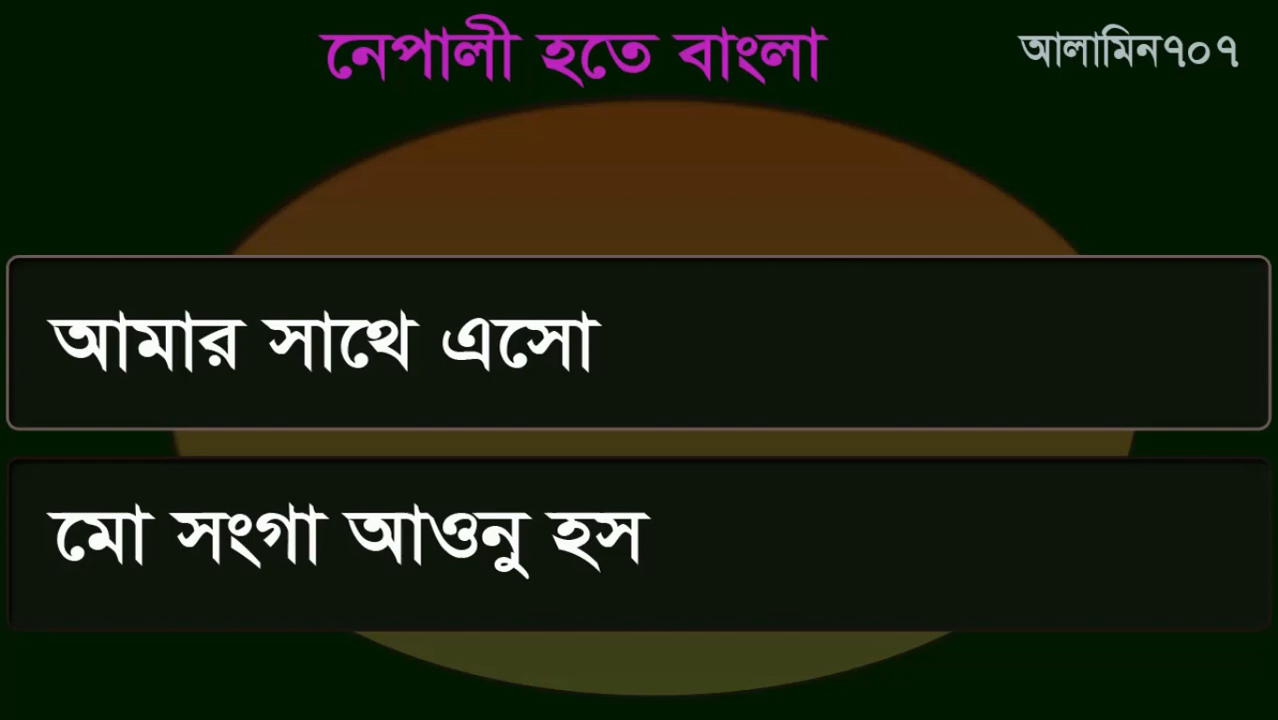 নেপালী হতে বাংলা
আলামিন৭০৭
আমার সাথে এসো
মো সংগা আওনু হস